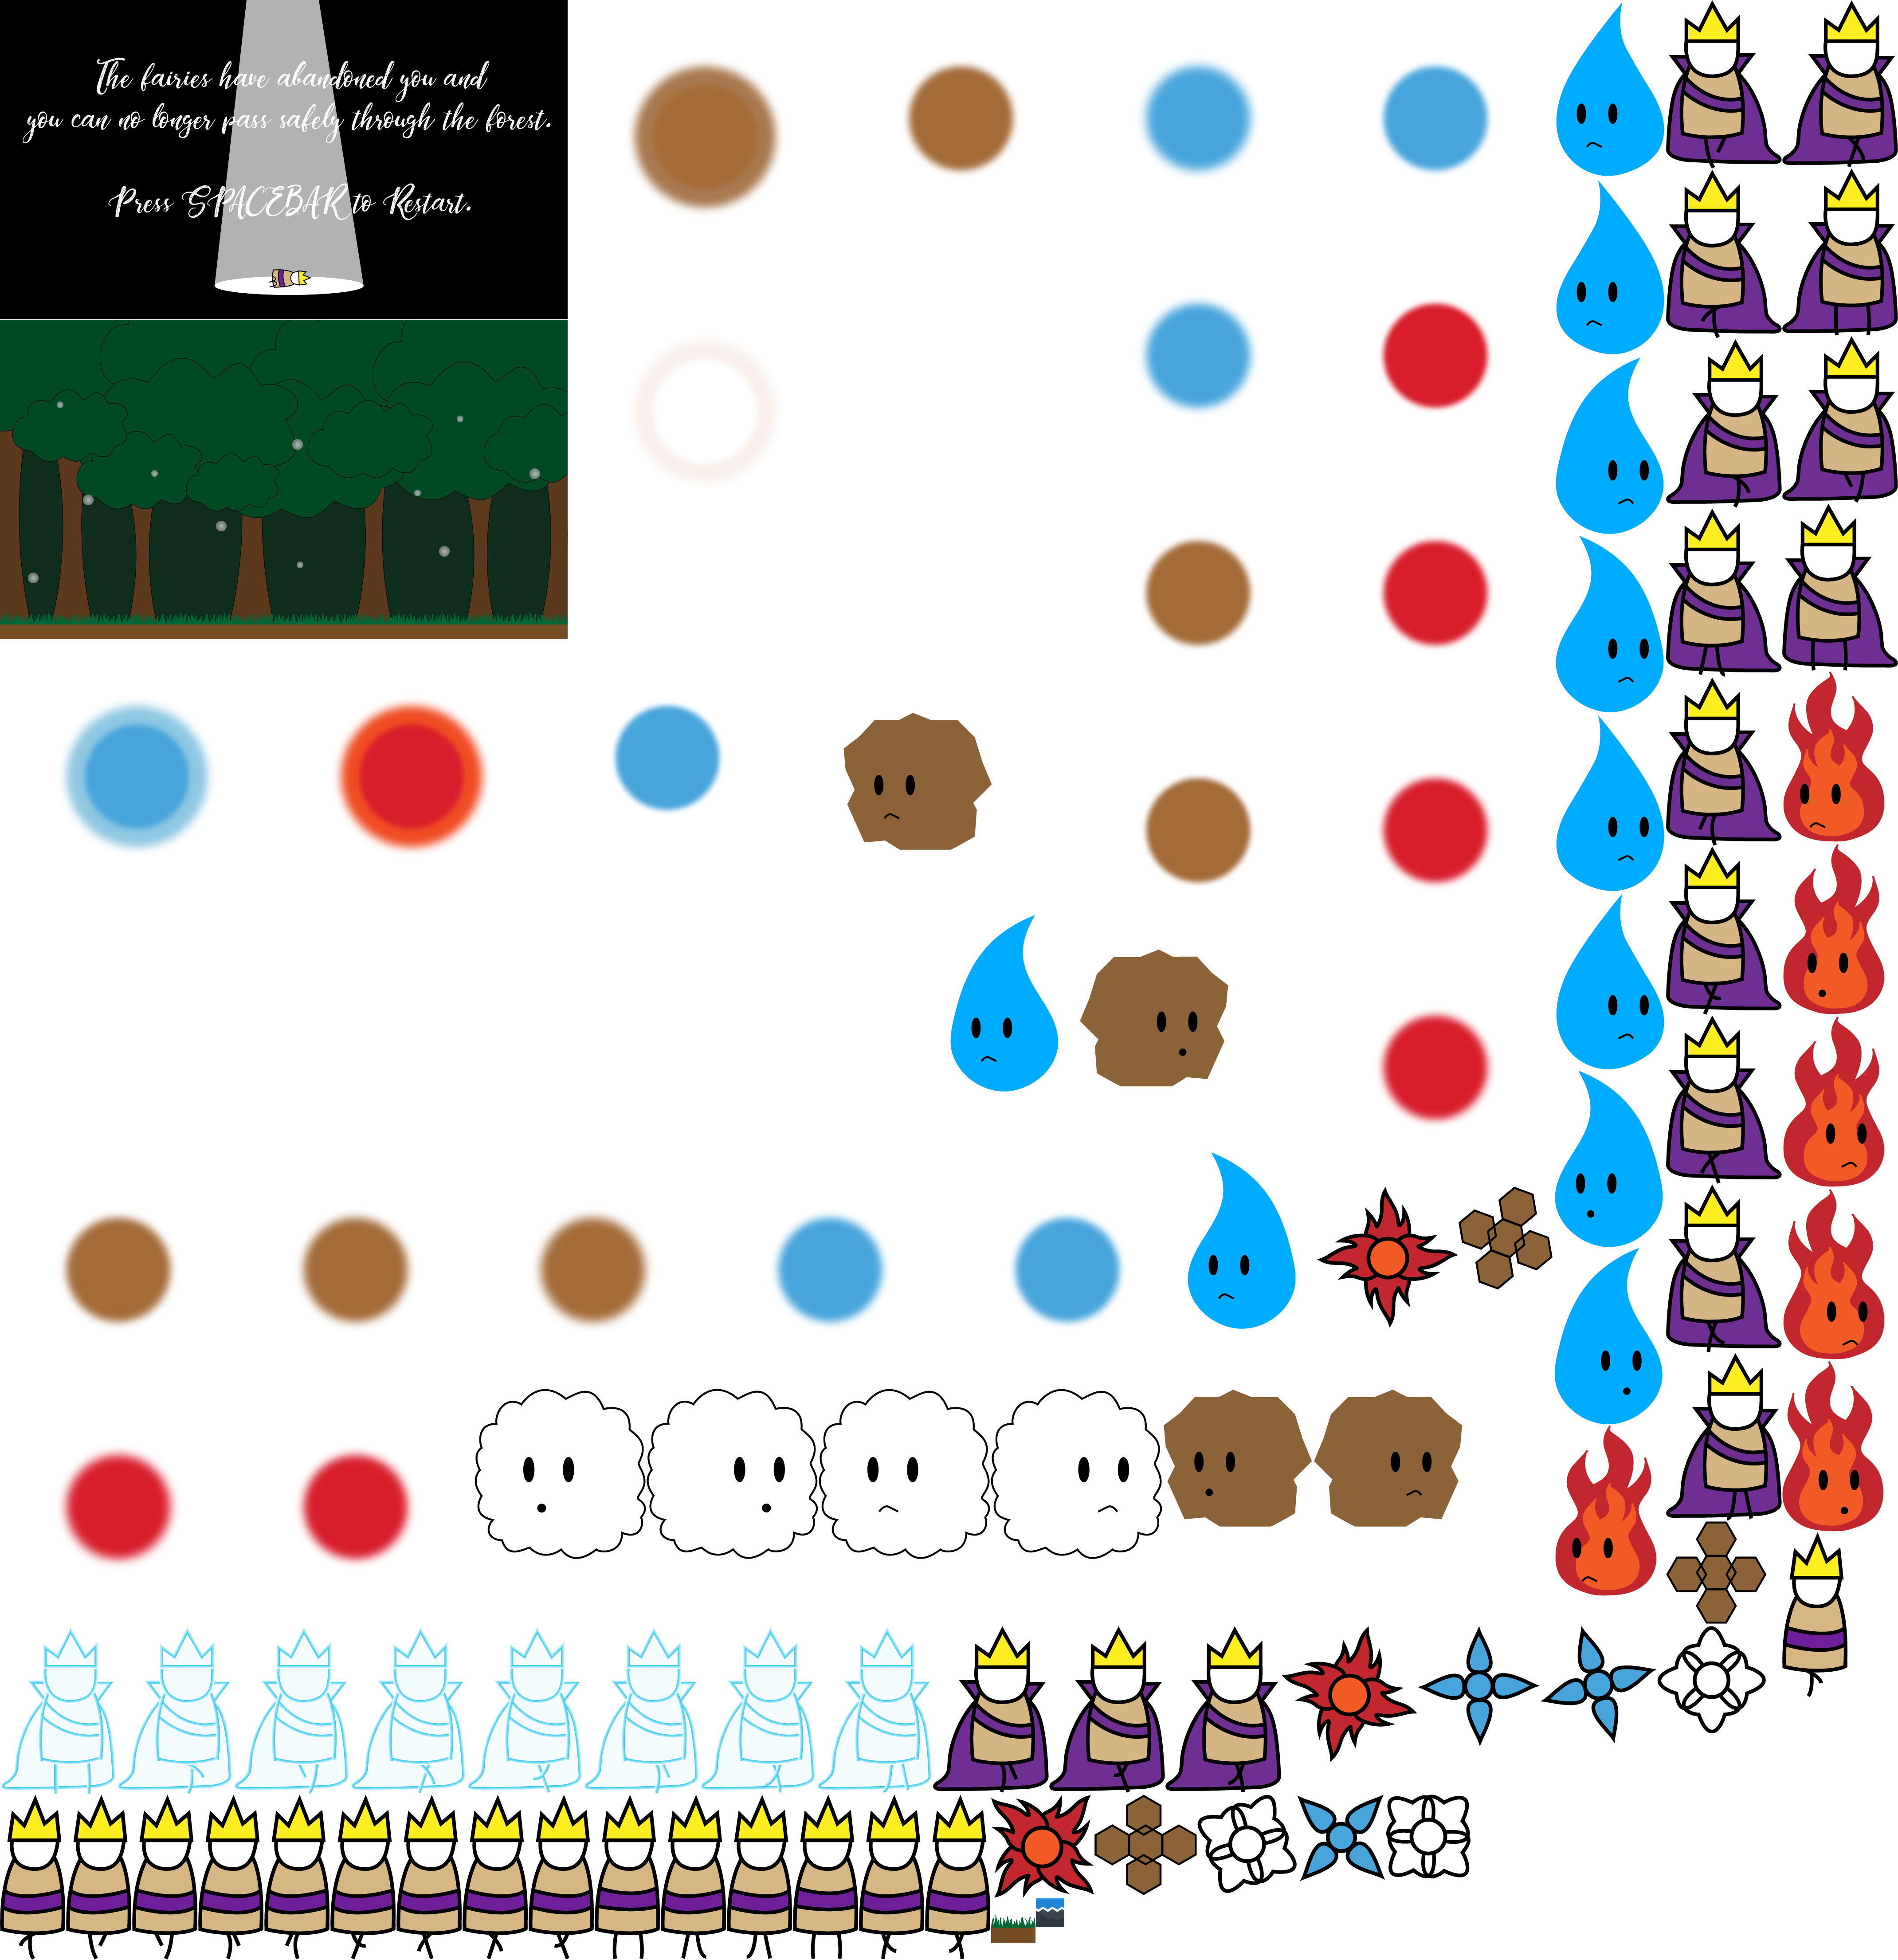 The fairies have abandoned you and
you can no longer pass safely through the forest.
Press SPACEBAR to Restart.